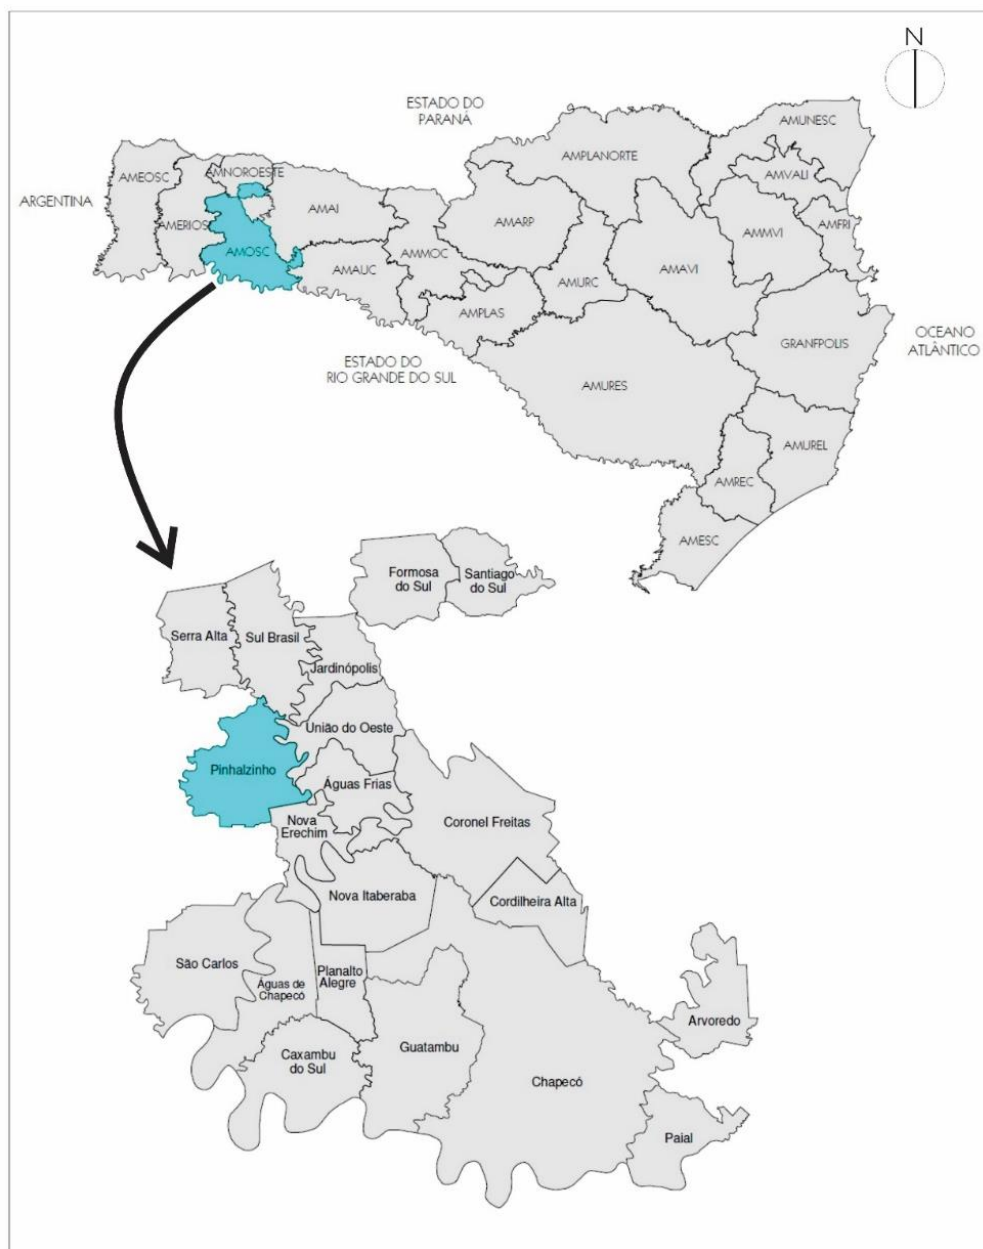 N
ESTADO DO
PARANÁ
AMUNESC
AMPLANORTE
AMNOROESTE
AMEOSC
AMVALI
ARGENTINA
AMAI
AMARP
AMERIOS
AMMVI
AMFRI
AMOSC
AMMOC
AMAVI
AMAUC
AMURC
AMPLAS
OCEANO
ATLÂNTICO
GRANFPOLIS
ESTADO DO
RIO GRANDE DO SUL
AMURES
AMUREL
AMREC
AMESC
Formosa
do Sul
Santiago
do Sul
Serra Alta
Sul Brasil
Jardinópolis
União do Oeste
Pinhalzinho
Águas Frias
Nova
Erechim
Coronel Freitas
Nova Itaberaba
Cordilheira Alta
São Carlos
Águas de
Chapecó
Planalto
Alegre
Arvoredo
Guatambu
Caxambu
do Sul
Chapecó
Paial